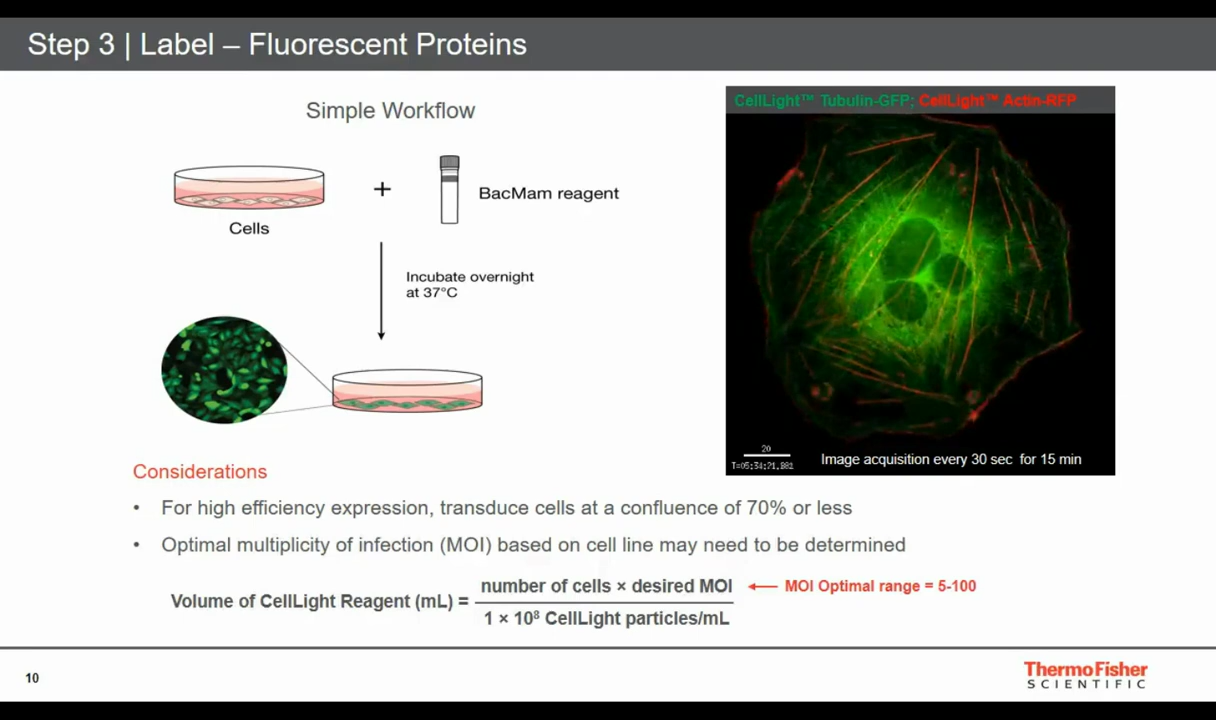 Step 3 | Label – Fluorescent Proteins
Simple Workflow
+
BacMam reagent
Cells
Incubate overnight
at 37°C
CellLight™ Tubulin-GFP; CellLight™ Actin-RFP
20
T=05:34:21.882
Image acquisition every 30 sec for 15 min
Considerations
• For high efficiency expression, transduce cells at a confluence of 70% or less
• Optimal multiplicity of infection (MOI) based on cell line may need to be determined
Volume of CellLight Reagent (mL) =
number of cells × desired MOI
1 × 10⁸ CellLight particles/mL
MOI Optimal range = 5-100
10
ThermoFisher
SCIENTIFIC